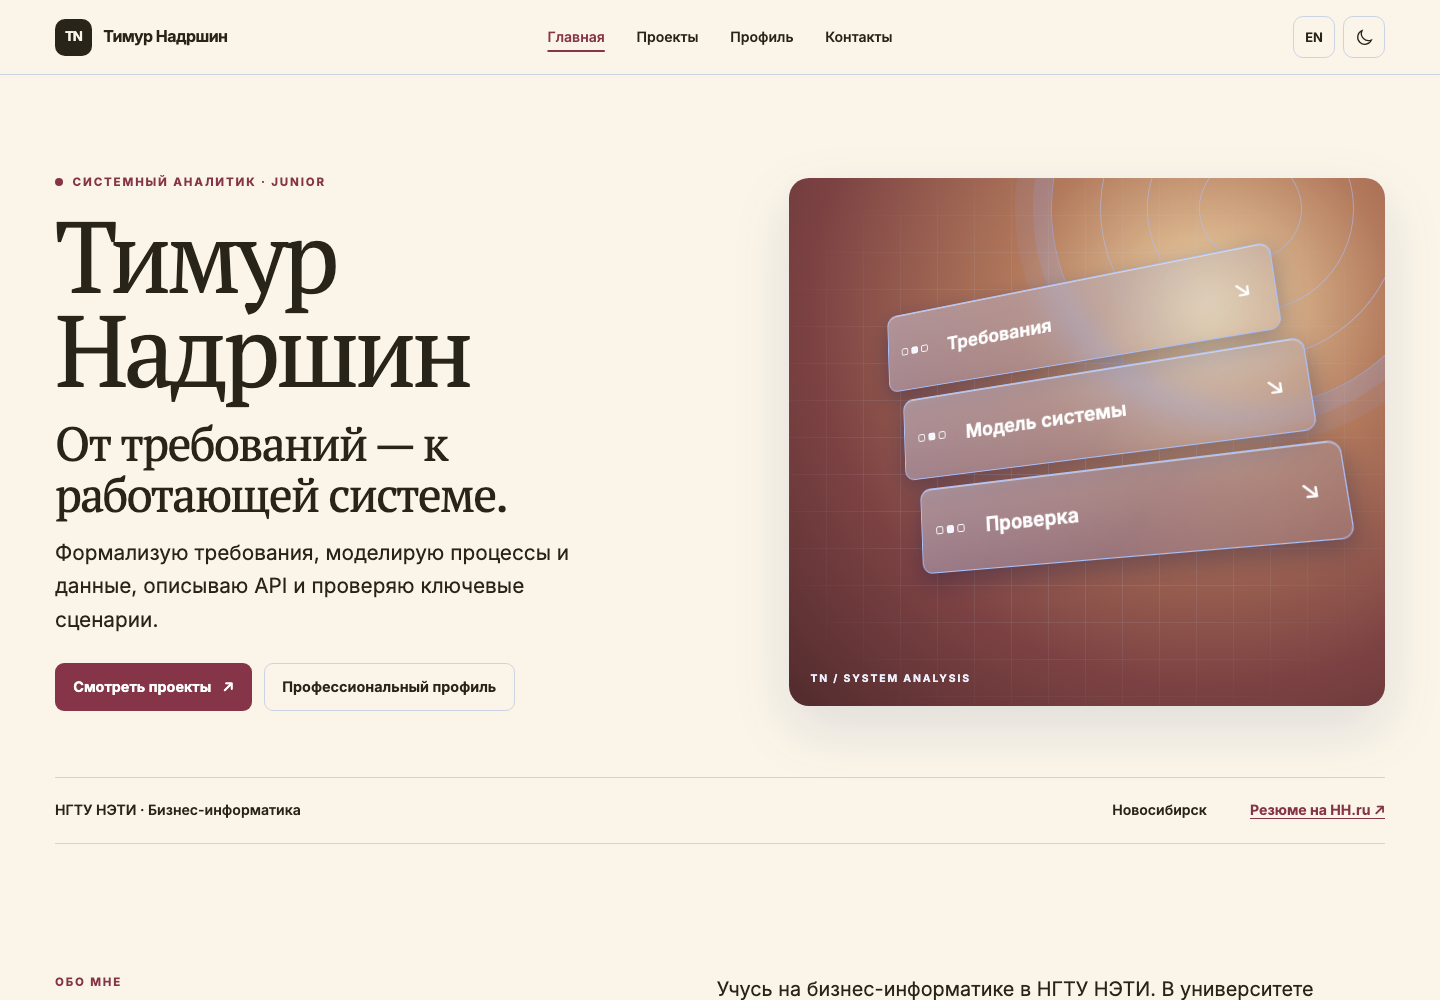 TN Тимур Надршин
Главная Проекты Профиль Контакты
EN
СИСТЕМНЫЙ АНАЛИТИК · JUNIOR
Тимур
Надршин
От требований — к
работающей системе.
Формализую требования, моделирую процессы и
данные, описываю API и проверяю ключевые
сценарии.
Смотреть проекты ↗
Профессиональный профиль
Требования
Модель системы
Проверка
TN / SYSTEM ANALYSIS
НГТУ НЭТИ · Бизнес-информатика
Новосибирск
Резюме на HH.ru ↗
ОБО МНЕ
Учусь на бизнес-информатике в НГТУ НЭТИ. В университете